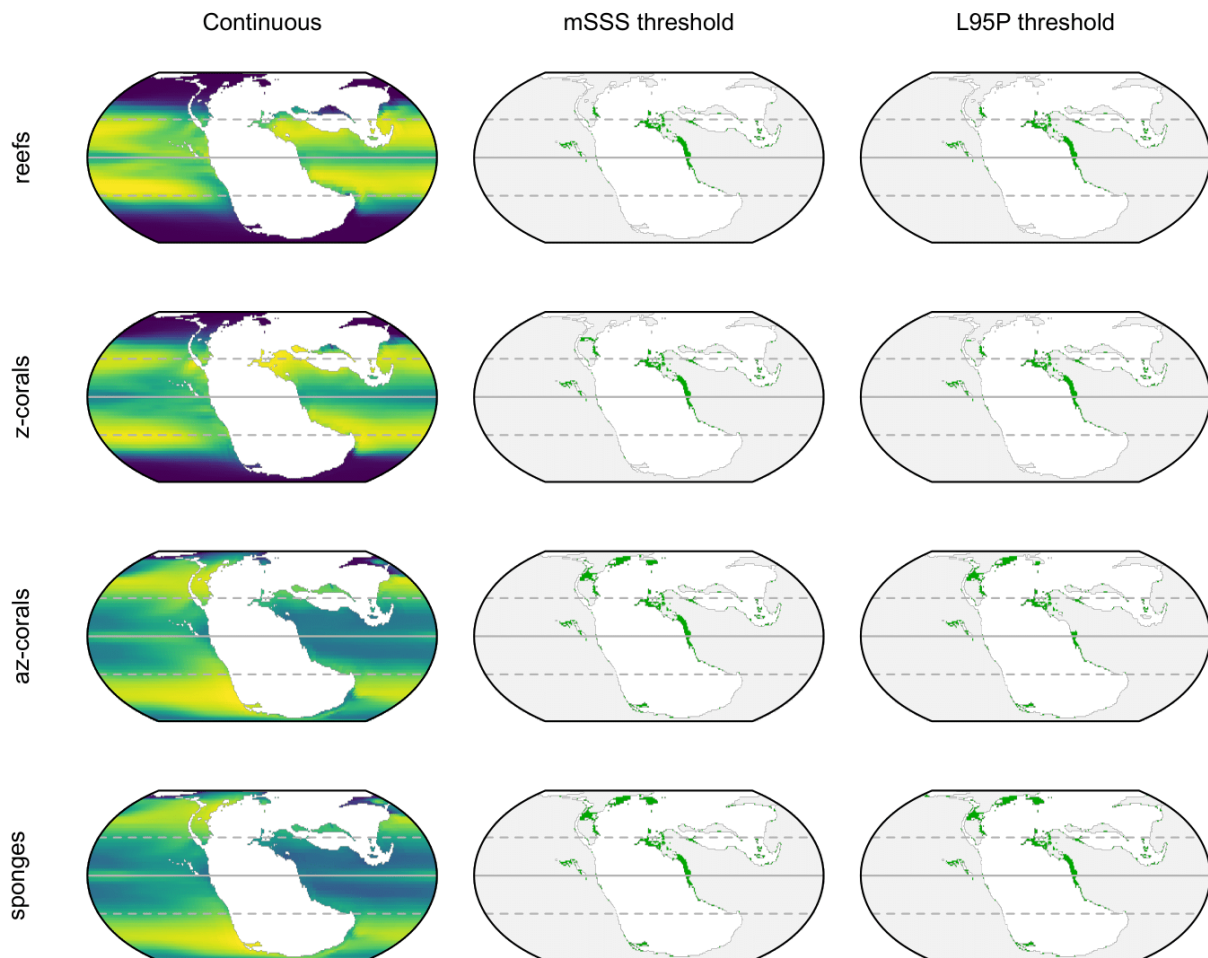 Continuous mSSS threshold L95P threshold
reefs
z-corals
az-corals
sponges